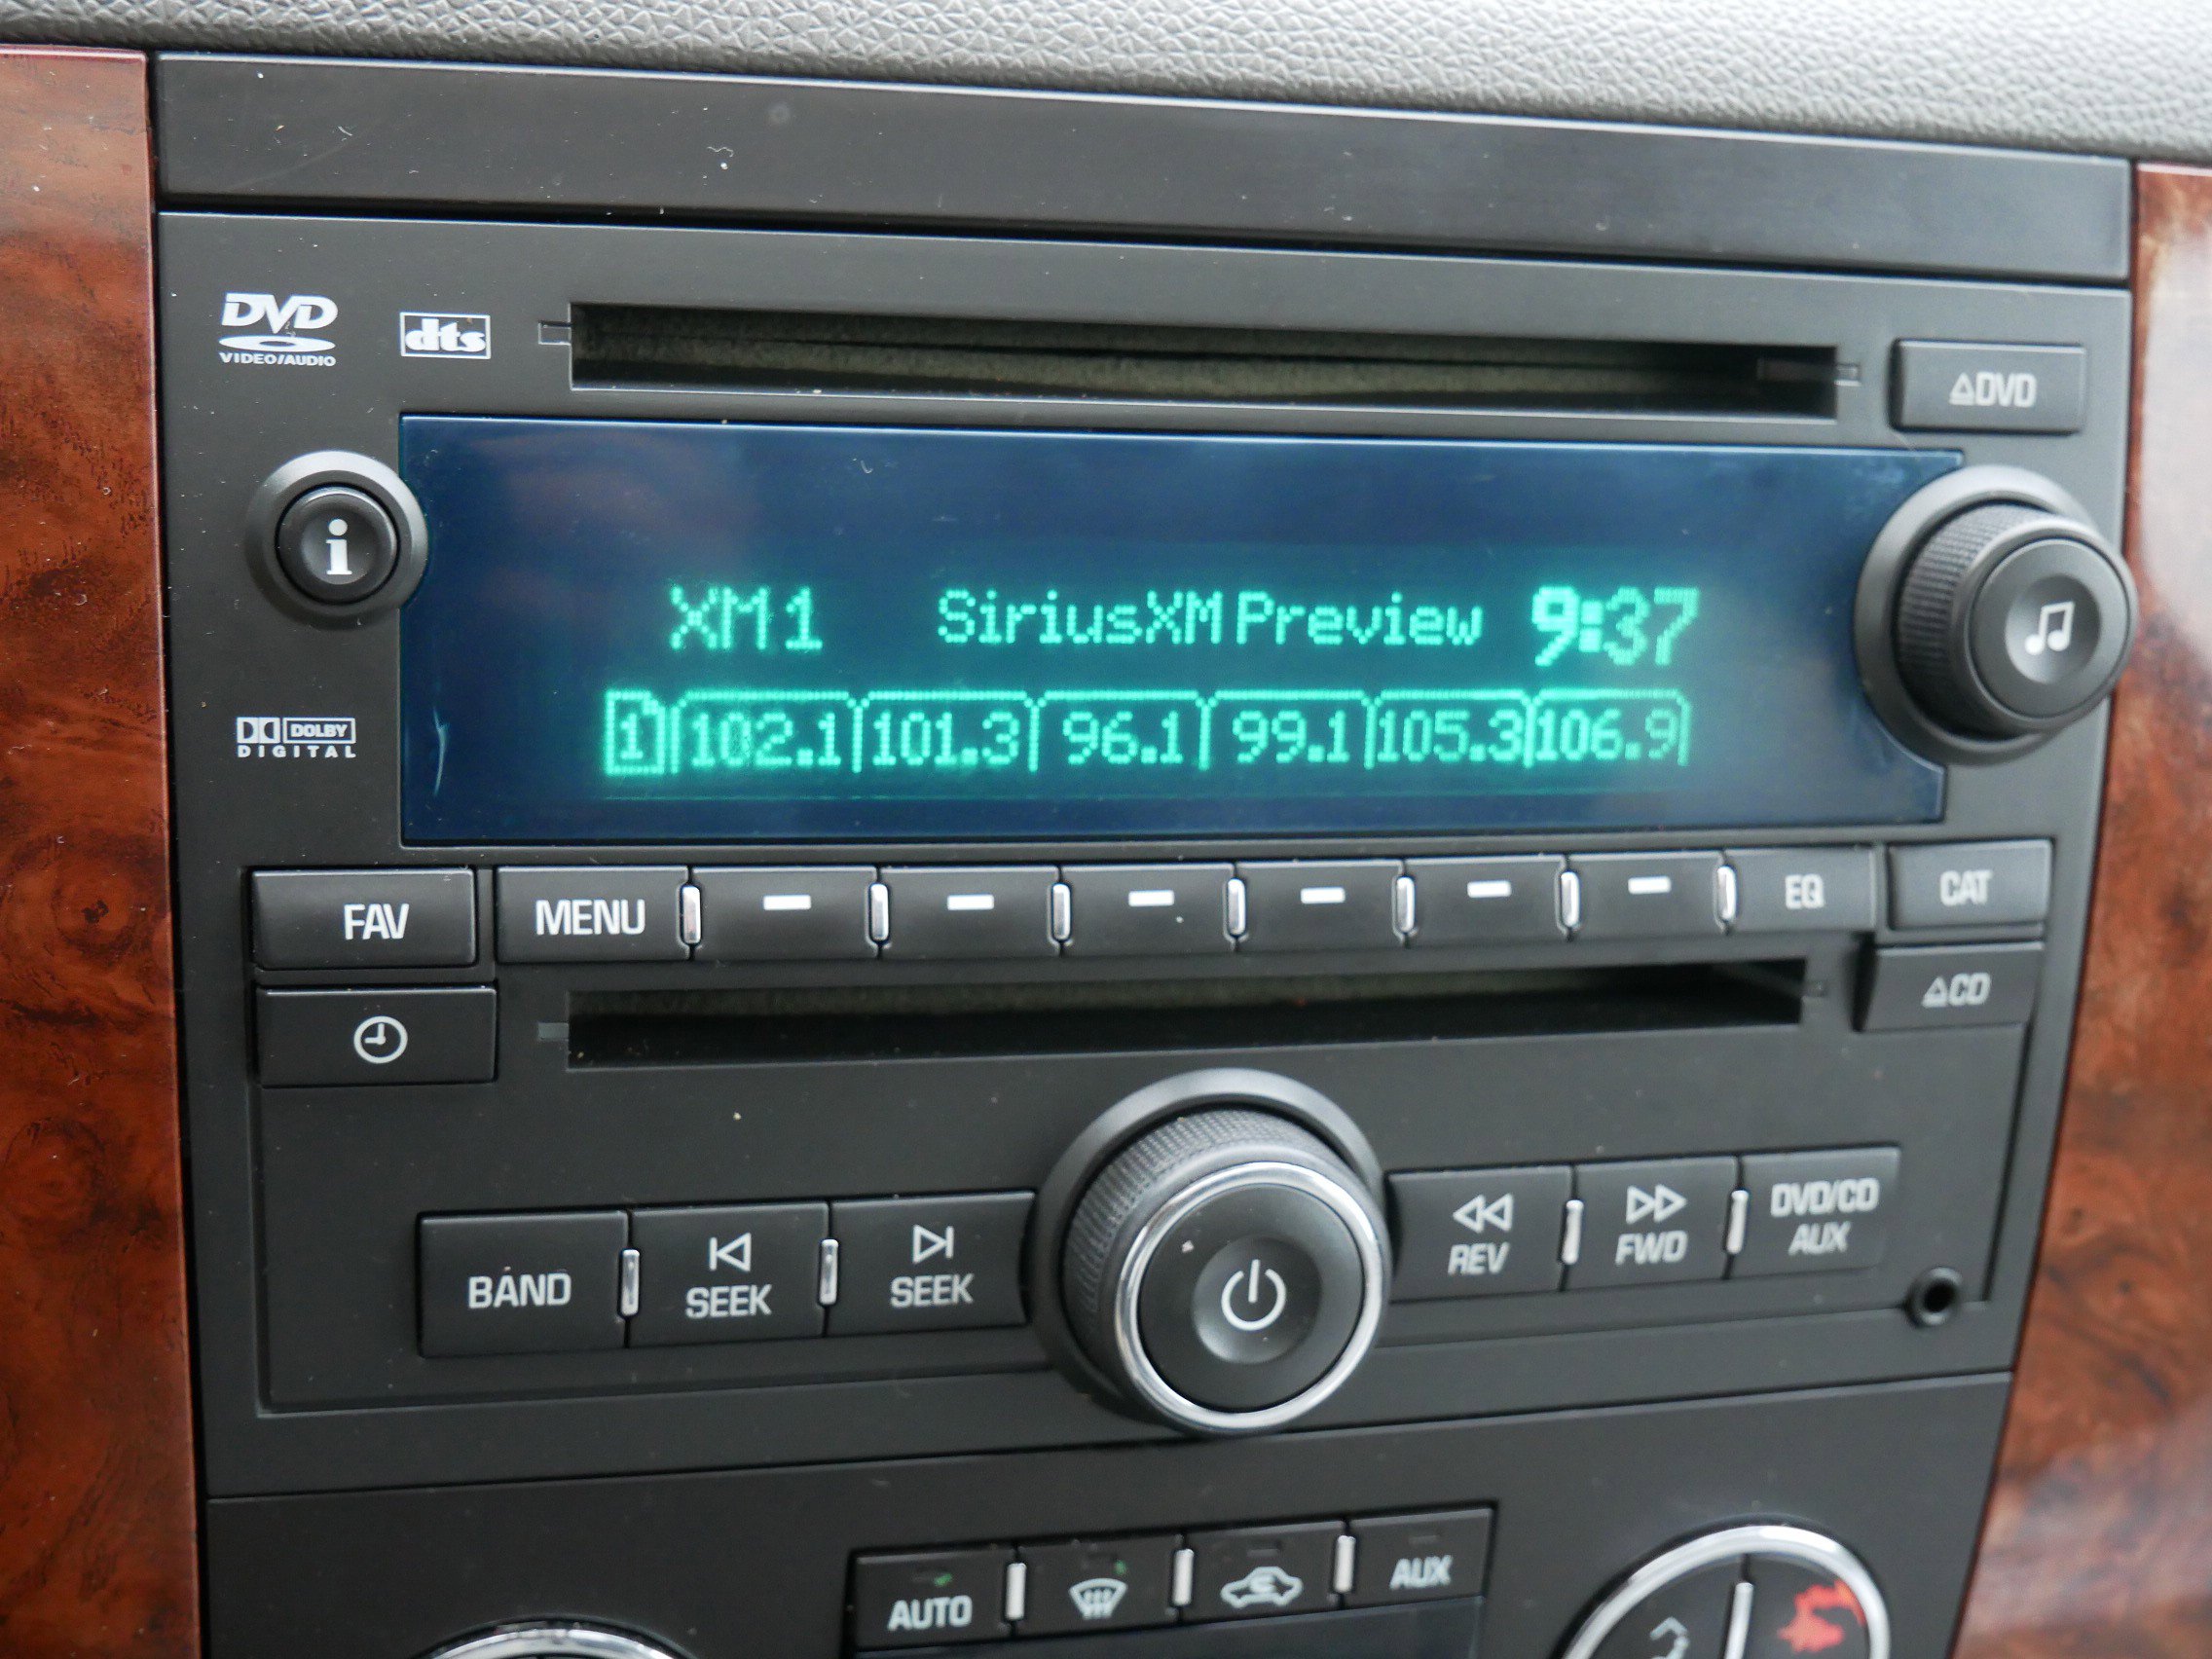 DVD
VIDEO/AUDIO
dts
DVD
i
XM1 SiriusXM Preview 9:37
1 102.1 101.3 96.1 99.1 105.3 106.9
DOLBY
DIGITAL
FAV MENU EQ CAT
CD
BAND SEEK SEEK REV FWD DVD/CD
AUX
AUTO AUX